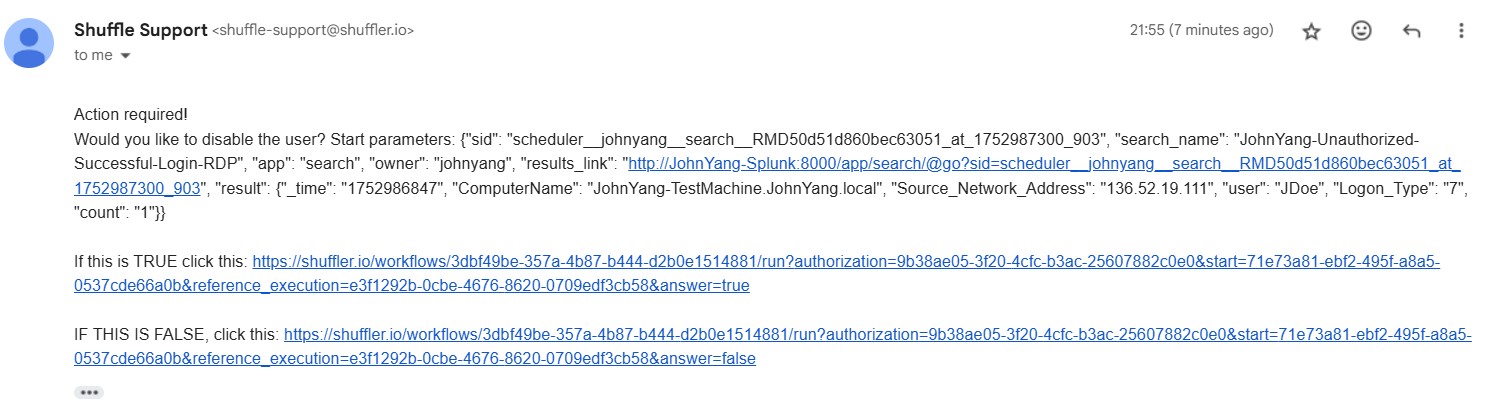 Shuffle Support <shuffle-support@shuffler.io> 21:55 (7 minutes ago)
to me
Action required!
Would you like to disable the user? Start parameters: {"sid": "scheduler__johnyang__search__RMD50d51d860bec63051_at_1752987300_903", "search_name": "JohnYang-Unauthorized-
Successful-Login-RDP", "app": "search", "owner": "johnyang", "results_link": "http://JohnYang-Splunk:8000/app/search/@go?sid=scheduler__johnyang__search__RMD50d51d860bec63051_at_
1752987300_903", "result": {"_time": "1752986847", "ComputerName": "JohnYang-TestMachine.JohnYang.local", "Source_Network_Address": "136.52.19.111", "user": "JDoe", "Logon_Type": "7",
"count": "1"}}
If this is TRUE click this: https://shuffler.io/workflows/3dbf49be-357a-4b87-b444-d2b0e1514881/run?authorization=9b38ae05-3f20-4cfc-b3ac-25607882c0e0&start=71e73a81-ebf2-495f-a8a5-
0537cde66a0b&reference_execution=e3f1292b-0cbe-4676-8620-0709edf3cb58&answer=true
IF THIS IS FALSE, click this: https://shuffler.io/workflows/3dbf49be-357a-4b87-b444-d2b0e1514881/run?authorization=9b38ae05-3f20-4cfc-b3ac-25607882c0e0&start=71e73a81-ebf2-495f-a8a5-
0537cde66a0b&reference_execution=e3f1292b-0cbe-4676-8620-0709edf3cb58&answer=false